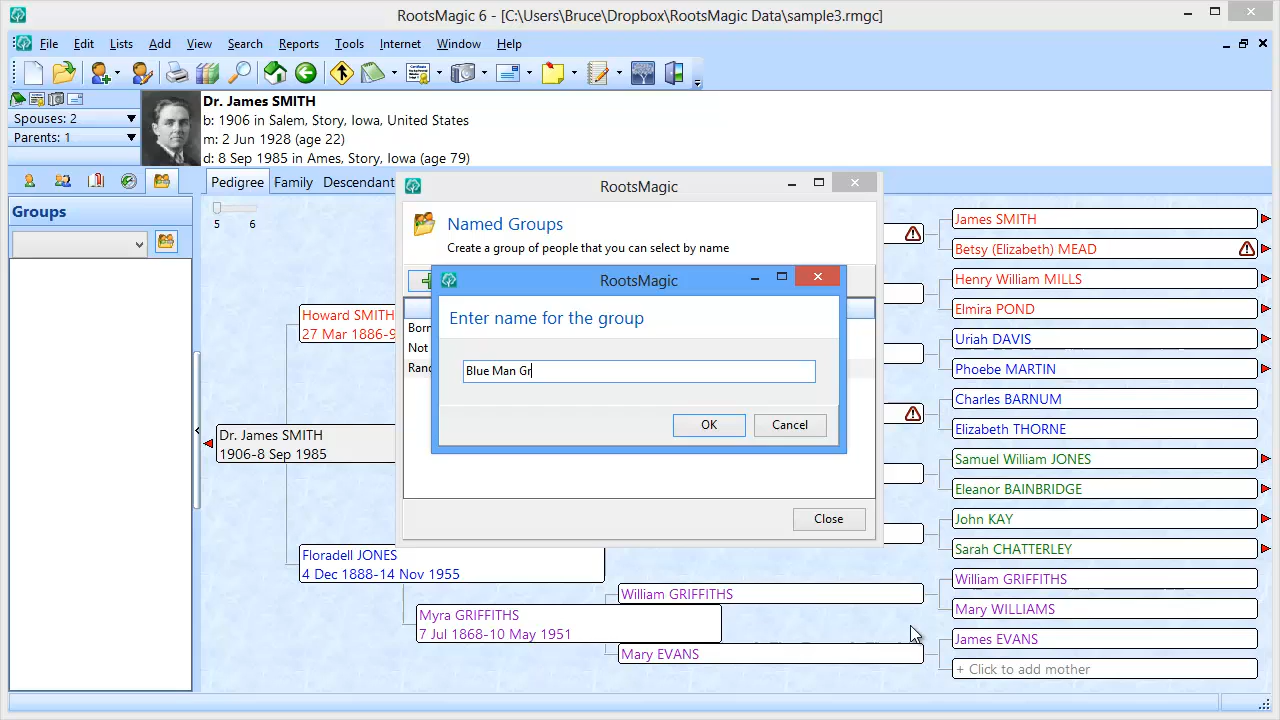 RootsMagic 6 - [C:\Users\Bruce\Dropbox\RootsMagic Data\sample3.rmgc]
File Edit Lists Add View Search Reports Tools Internet Window Help
Dr. James SMITH
b: 1906 in Salem, Story, Iowa, United States
m: 2 Jun 1928 (age 22)
d: 8 Sep 1985 in Ames, Story, Iowa (age 79)
Spouses: 2
Parents: 1
Pedigree Family Descendant
Groups
5 6
RootsMagic
Named Groups
Create a group of people that you can select by name
Born
Not
RootsMagic
Enter name for the group
Blue Man Gr
OK Cancel
Close
Howard SMITH
27 Mar 1886-
Dr. James SMITH
1906-8 Sep 1985
Floradell JONES
4 Dec 1888-14 Nov 1955
Myra GRIFFITHS
7 Jul 1868-10 May 1951
William GRIFFITHS
Mary EVANS
James SMITH
Betsy (Elizabeth) MEAD
Henry William MILLS
Elmira POND
Uriah DAVIS
Phoebe MARTIN
Charles BARNUM
Elizabeth THORNE
Samuel William JONES
Eleanor BAINBRIDGE
John KAY
Sarah CHATTERLEY
William GRIFFITHS
Mary WILLIAMS
James EVANS
+ Click to add mother